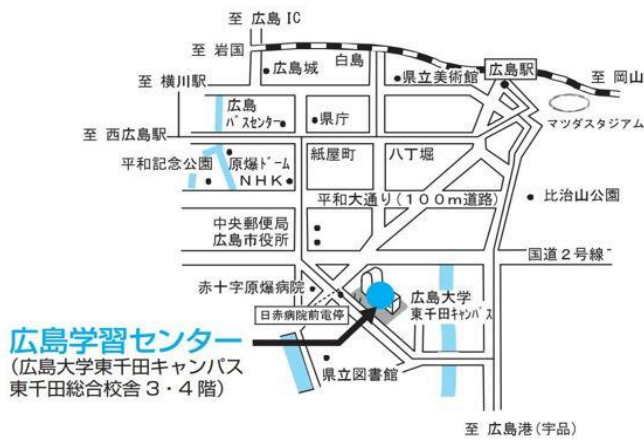 至 広島 IC
至 岩国
白島
広島城
県立美術館
広島駅
至 岡山
至 横川駅
広島
バスセンター
県庁
マツダスタジアム
至 西広島駅
平和記念公園
原爆ドーム
紙屋町
八丁堀
NHK
平和大通り(100m道路)
比治山公園
中央郵便局
広島市役所
国道2号線
赤十字原爆病院
広島大学
東千田キャンパス
日赤病院前電停
広島学習センター
(広島大学東千田キャンパス
東千田総合校舎 3・4 階)
県立図書館
至 広島港(宇品)